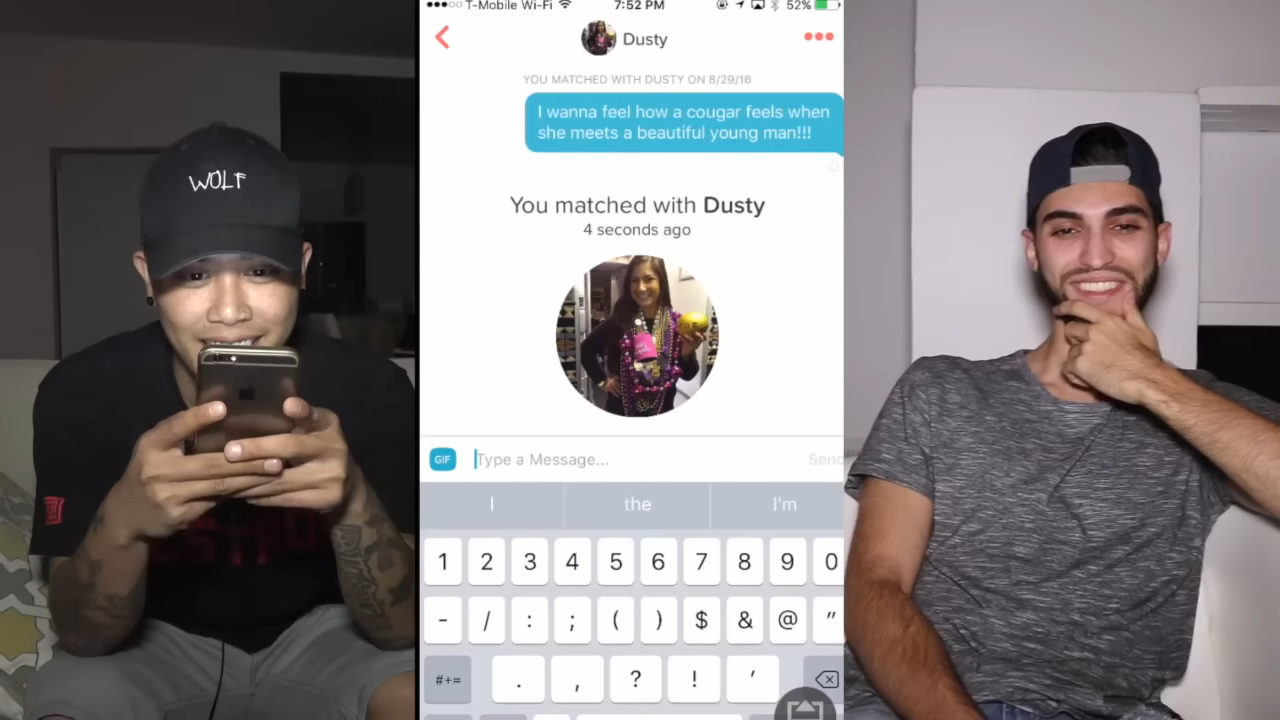 WOLF
T-Mobile Wi-Fi
7:52 PM
52%
Dusty
YOU MATCHED WITH DUSTY ON 8/29/16
I wanna feel how a cougar feels when
she meets a beautiful young man!!!
You matched with Dusty
4 seconds ago
GIF
Type a Message...
Send
I
the
I'm
1 2 3 4 5 6 7 8 9 0
- / : ; ( ) $ & @ "
#+= . , ? ! '